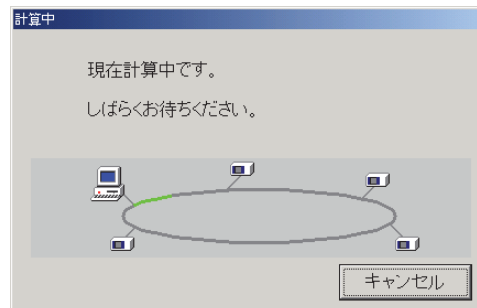 計算中
現在計算中です。
しばらくお待ちください。
キャンセル